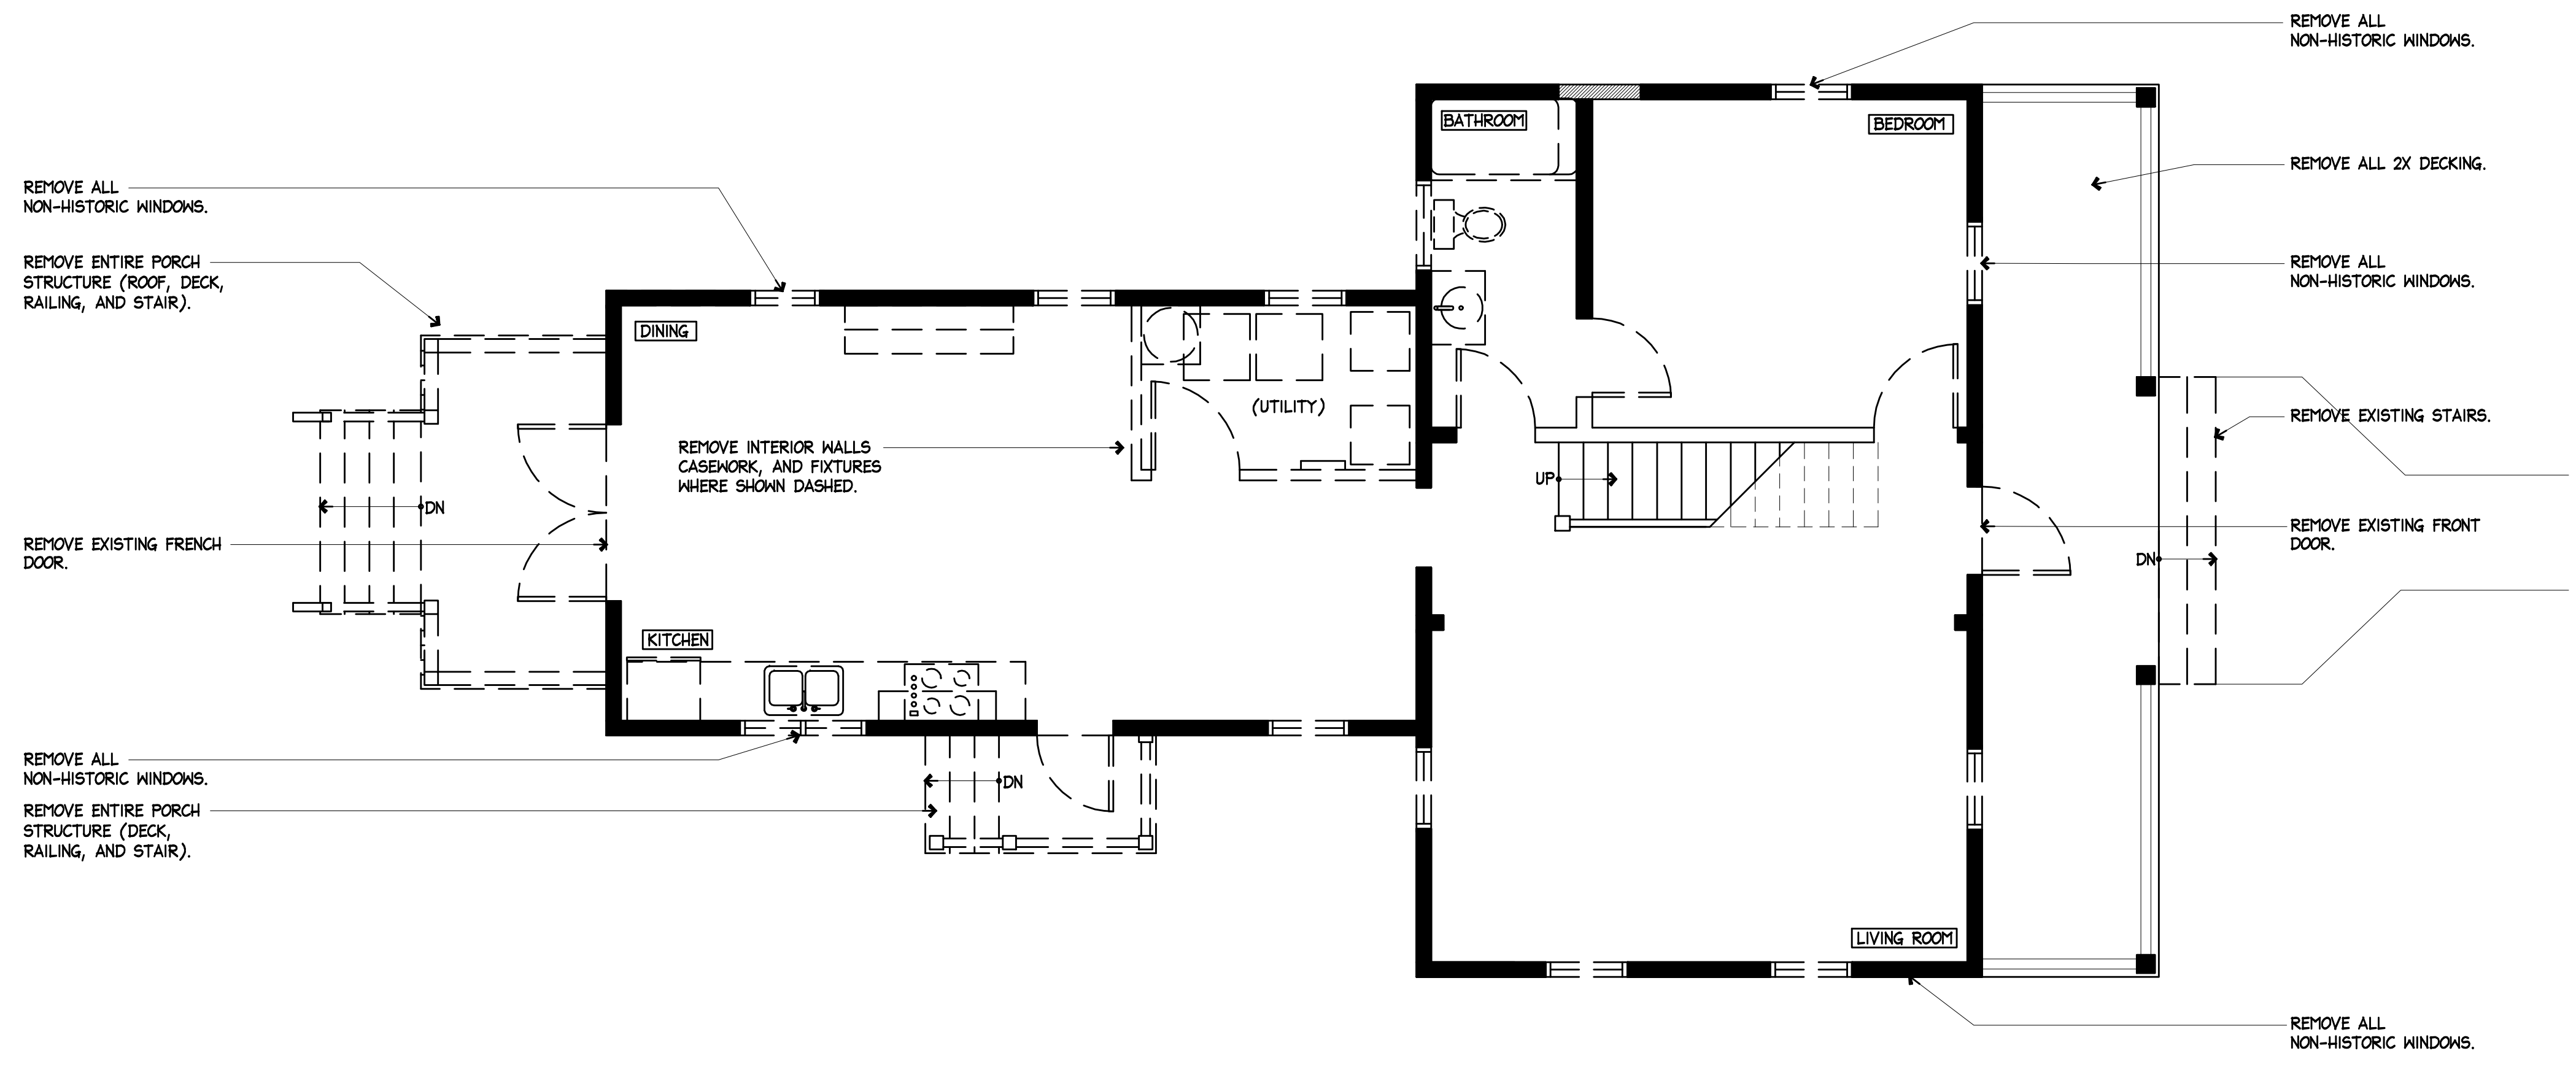 REMOVE ALL
NON-HISTORIC WINDOWS.
REMOVE ENTIRE PORCH
STRUCTURE (ROOF, DECK,
RAILING, AND STAIR).
REMOVE EXISTING FRENCH
DOOR.
REMOVE ALL
NON-HISTORIC WINDOWS.
REMOVE ENTIRE PORCH
STRUCTURE (DECK,
RAILING, AND STAIR).
DN
DINING
REMOVE INTERIOR WALLS
CASEWORK, AND FIXTURES
WHERE SHOWN DASHED.
(UTILITY)
KITCHEN
DN
BATHROOM
BEDROOM
UP
LIVING ROOM
DN
REMOVE ALL
NON-HISTORIC WINDOWS.
REMOVE ALL 2X DECKING.
REMOVE ALL
NON-HISTORIC WINDOWS.
REMOVE EXISTING STAIRS.
REMOVE EXISTING FRONT
DOOR.
REMOVE ALL
NON-HISTORIC WINDOWS.